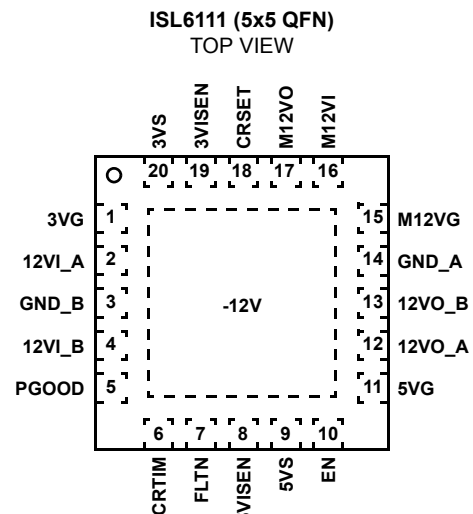 ISL6111 (5x5 QFN)
TOP VIEW
3VS
3VISEN
CRSET
M12VO
M12VI
20
19
18
17
16
3VG 1
12VI_A 2
GND_B 3
12VI_B 4
PGOOD 5
-12V
15 M12VG
14 GND_A
13 12VO_B
12 12VO_A
11 5VG
6
7
8
9
10
CRTIM
FLTN
5VISEN
5VS
EN